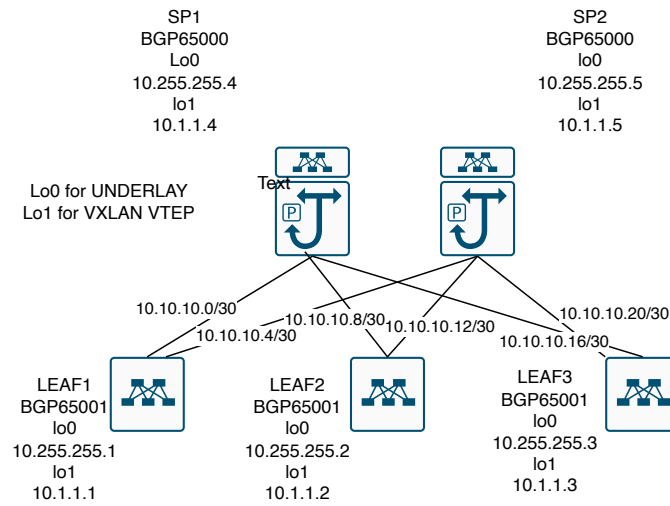 SP1
BGP65000
Lo0
10.255.255.4
lo1
10.1.1.4
SP2
BGP65000
lo0
10.255.255.5
lo1
10.1.1.5
Lo0 for UNDERLAY
Lo1 for VXLAN VTEP
Text
P
P
10.10.10.0/30
10.10.10.4/30
10.10.10.8/30
10.10.10.12/30
10.10.10.20/30
10.10.10.16/30
LEAF1
BGP65001
lo0
10.255.255.1
lo1
10.1.1.1
LEAF2
BGP65001
lo0
10.255.255.2
lo1
10.1.1.2
LEAF3
BGP65001
lo0
10.255.255.3
lo1
10.1.1.3